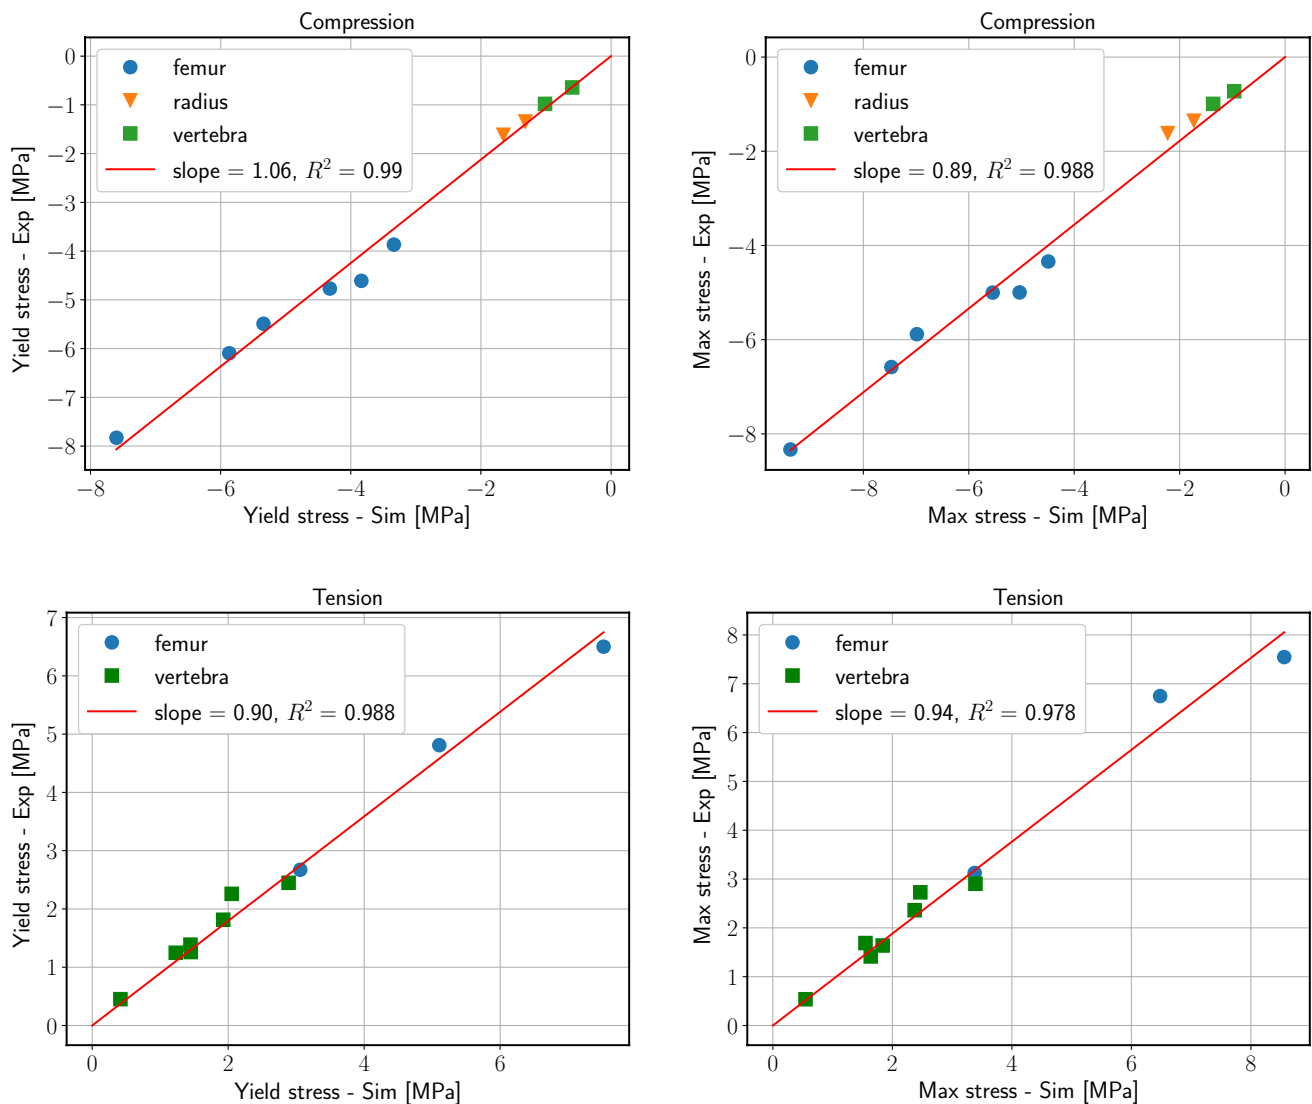 Compression
0
−1
−2
−3
−4
−5
−6
−7
−8
Yield stress - Exp [MPa]
femur
radius
vertebra
slope = 1.06, R² = 0.99
−8 −6 −4 −2 0
Yield stress - Sim [MPa]
Compression
0
−2
−4
−6
−8
Max stress - Exp [MPa]
femur
radius
vertebra
slope = 0.89, R² = 0.988
−8 −6 −4 −2 0
Max stress - Sim [MPa]
Tension
7
6
5
4
3
2
1
0
Yield stress - Exp [MPa]
femur
vertebra
slope = 0.90, R² = 0.988
0 2 4 6
Yield stress - Sim [MPa]
Tension
8
7
6
5
4
3
2
1
0
Max stress - Exp [MPa]
femur
vertebra
slope = 0.94, R² = 0.978
0 2 4 6 8
Max stress - Sim [MPa]